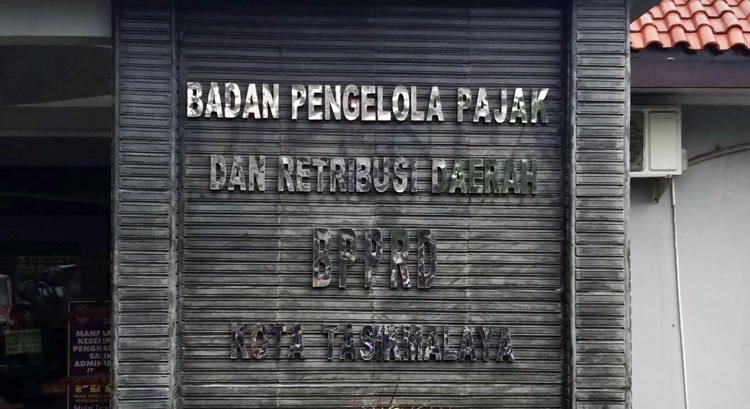 BADAN PENGELOLA PAJAK
DAN RETRIBUSI DAERAH
BPPRD
KOTA TASIKMALAYA